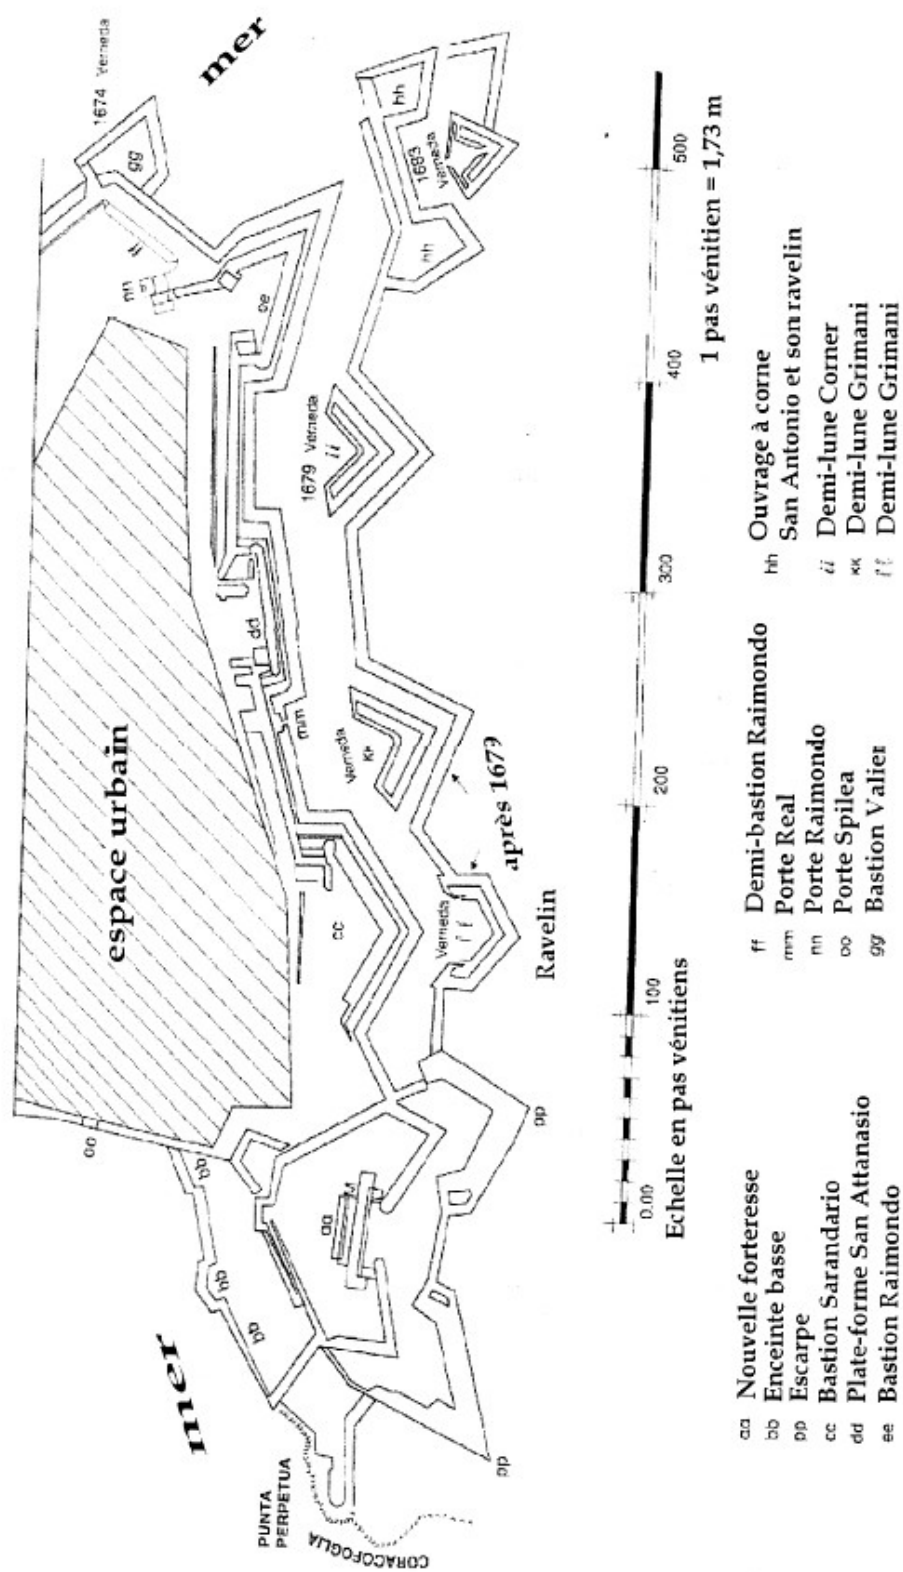 mer
PUNTA
PERPETUA
CORACOFOGLIA
espace urbain
mer
1674 Verneda
gg
ff
nn
ee
oo
bb
bb
bb
aa
M
cc
dd
mm
1679 Verneda
ii
Verneda
KK
après 1679
Verneda
ll
Ravelin
hh
hh
1683
Verneda
pp
pp
0.00
100
200
300
400
500
Echelle en pas vénitiens
1 pas vénitien = 1,73 m
aa Nouvelle forteresse
bb Enceinte basse
pp Escarpe
cc Bastion Sarandario
dd Plate-forme San Attanasio
ee Bastion Raimondo
ff Demi-bastion Raimondo
mm Porte Real
nn Porte Raimondo
oo Porte Spilea
gg Bastion Valier
hh Ouvrage à corne
San Antonio et son ravelin
ii Demi-lune Corner
KK Demi-lune Grimani
ll Demi-lune Grimani